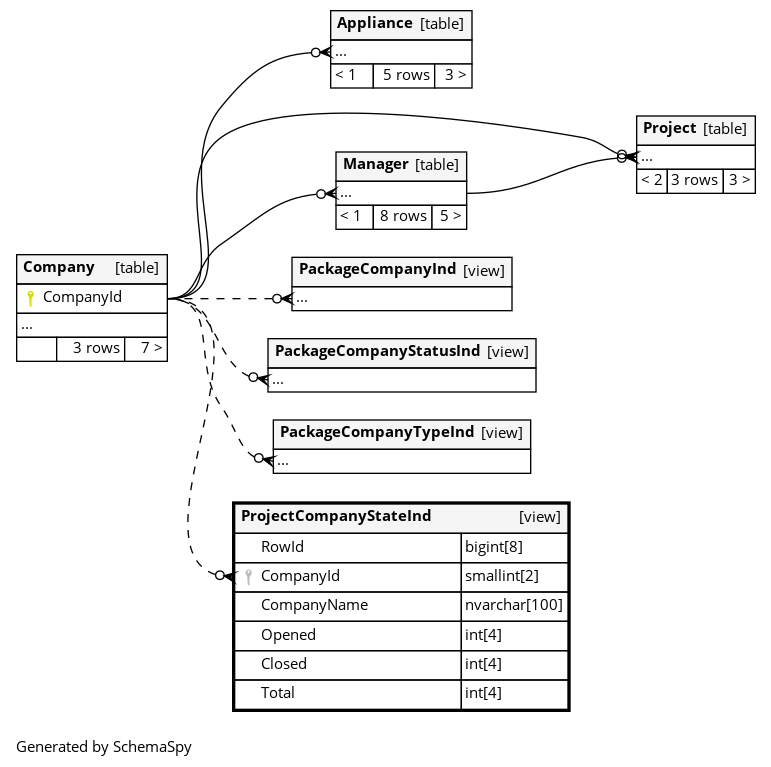 Appliance [table]
...
< 1 5 rows 3 >
Project [table]
...
< 2 3 rows 3 >
Manager [table]
...
< 1 8 rows 5 >
Company [table]
CompanyId
...
3 rows 7 >
PackageCompanyInd [view]
...
PackageCompanyStatusInd [view]
...
PackageCompanyTypeInd [view]
...
ProjectCompanyStateInd [view]
RowId bigint[8]
CompanyId smallint[2]
CompanyName nvarchar[100]
Opened int[4]
Closed int[4]
Total int[4]
Generated by SchemaSpy